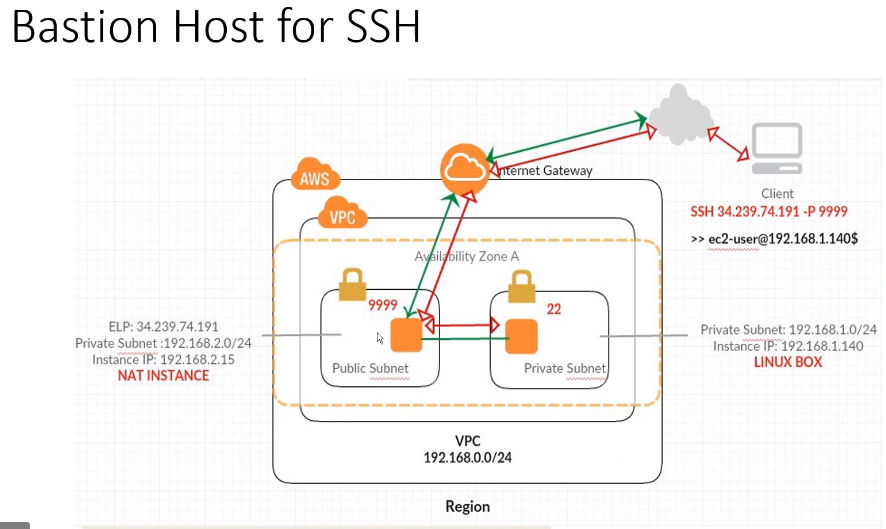 Bastion Host for SSH
AWS
Internet Gateway
Client
SSH 34.239.74.191 -P 9999
>> ec2-user@192.168.1.140$
VPC
Availability Zone A
9999
22
ELP: 34.239.74.191
Private Subnet :192.168.2.0/24
Instance IP: 192.168.2.15
NAT INSTANCE
Public Subnet
Private Subnet
Private Subnet: 192.168.1.0/24
Instance IP: 192.168.1.140
LINUX BOX
VPC
192.168.0.0/24
Region